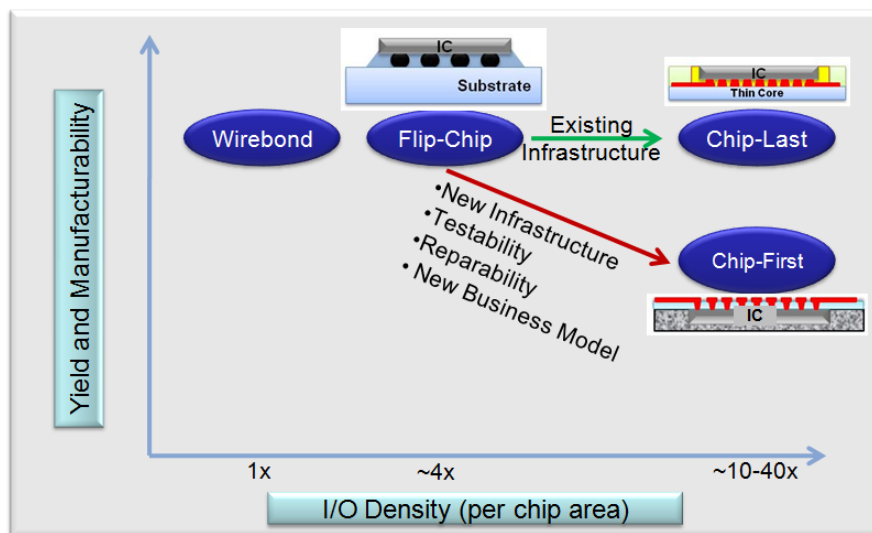 IC
Substrate
IC
Thin Core
Wirebond
Flip-Chip
Existing
Infrastructure
Chip-Last
•New Infrastructure
•Testability
•Reparability
• New Business Model
Chip-First
IC
Yield and Manufacturability
1x
~4x
~10-40x
I/O Density (per chip area)